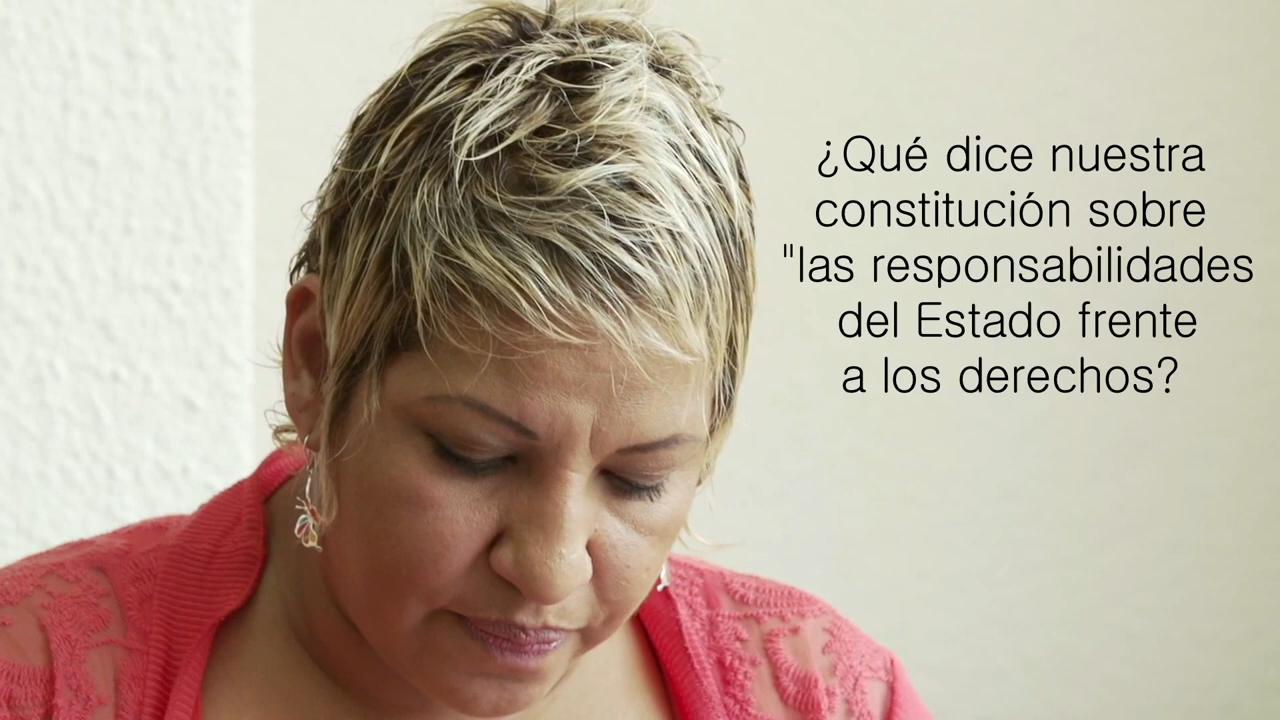 ¿Qué dice nuestra
constitución sobre
"las responsabilidades
del Estado frente
a los derechos?